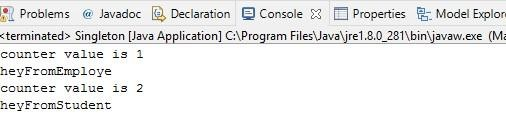 Problems @ Javadoc Declaration Console Properties Model Explor
<terminated> Singleton [Java Application] C:\Program Files\Java\jre1.8.0_281\bin\javaw.exe (Ma
counter value is 1
heyFromEmploye
counter value is 2
heyFromStudent